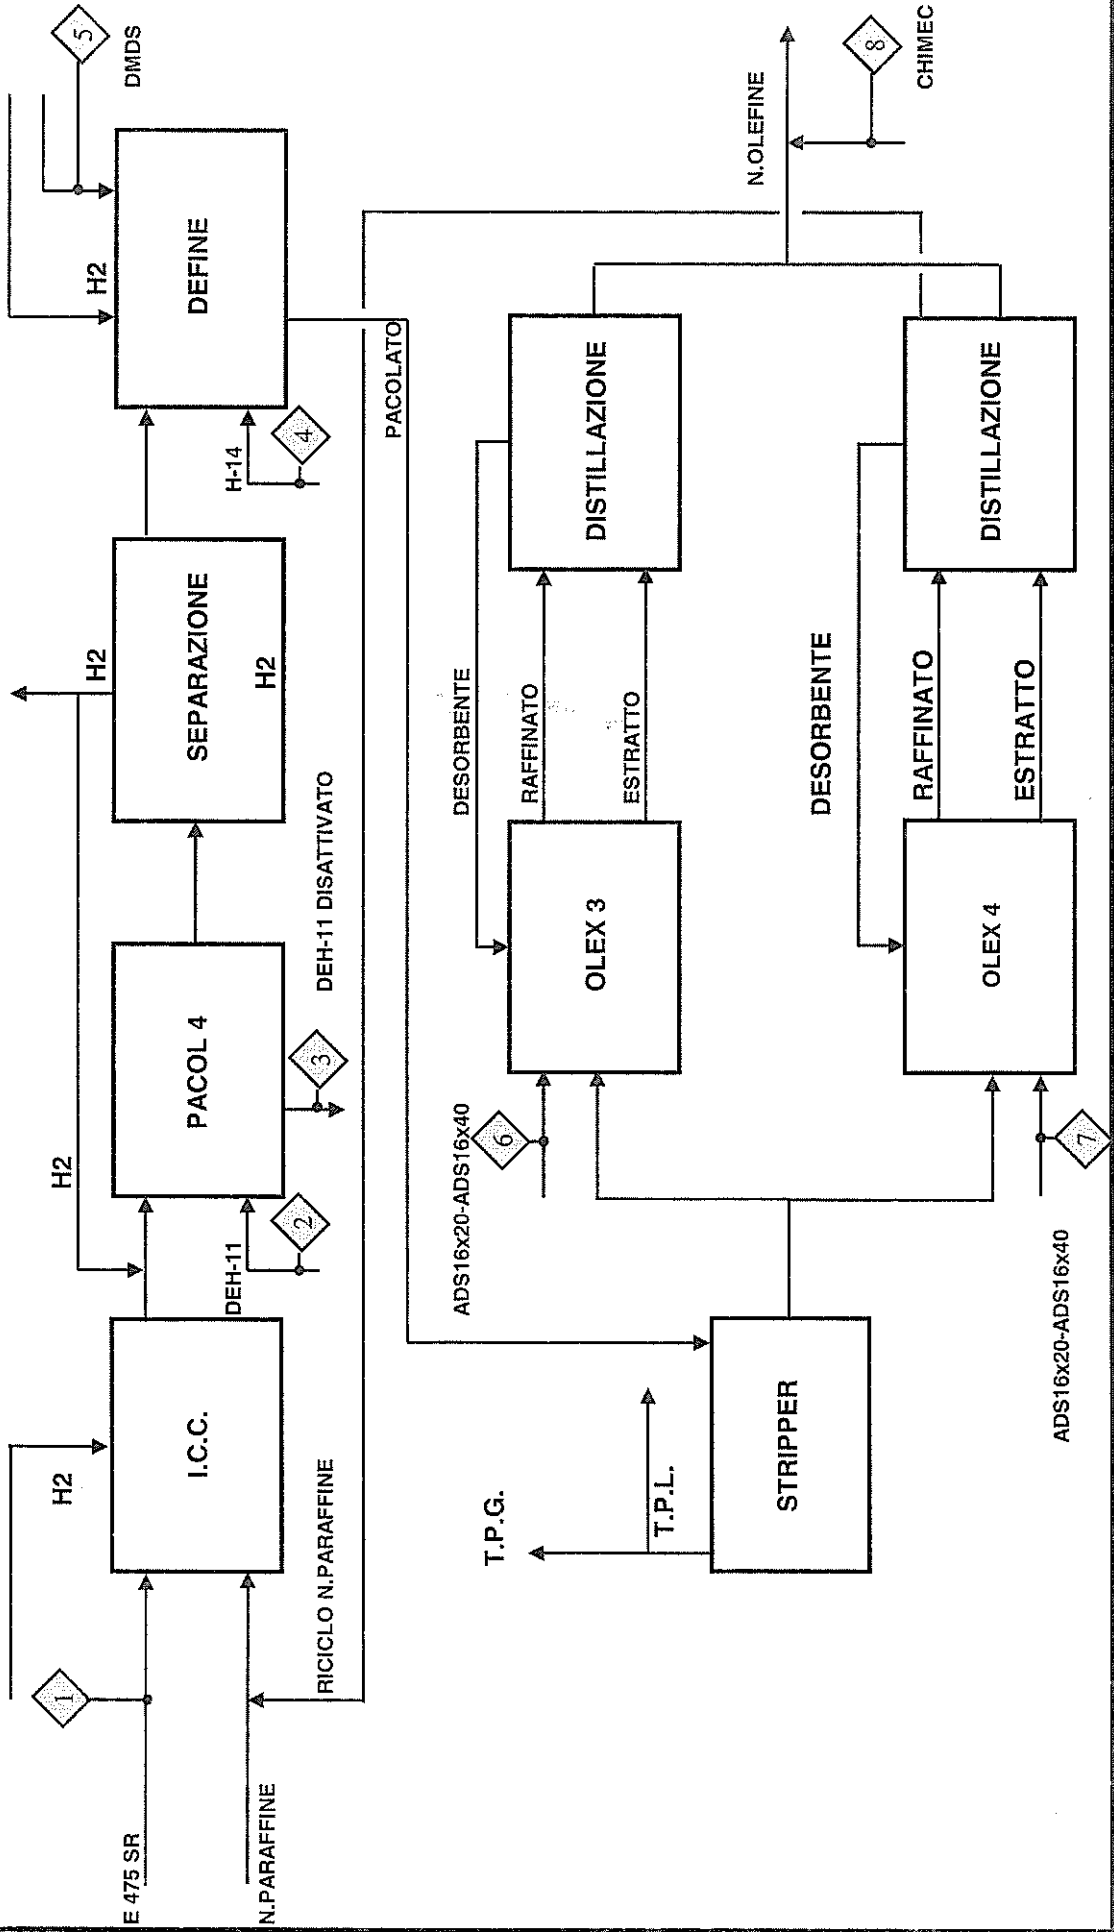 H2
H2
H2
H2
5
DMDS
1
E 475 SR
N.PARAFFINE
I.C.C.
DEH-11
2
PACOL 4
3
DEH-11 DISATTIVATO
SEPARAZIONE
H2
H-14
4
DEFINE
RICICLO N.PARAFFINE
PACOLATO
T.P.G.
T.P.L.
STRIPPER
ADS16x20-ADS16x40
6
OLEX 3
DESORBENTE
RAFFINATO
ESTRATTO
DISTILLAZIONE
N.OLEFINE
8
CHIMEC
ADS16x20-ADS16x40
7
OLEX 4
DESORBENTE
RAFFINATO
ESTRATTO
DISTILLAZIONE